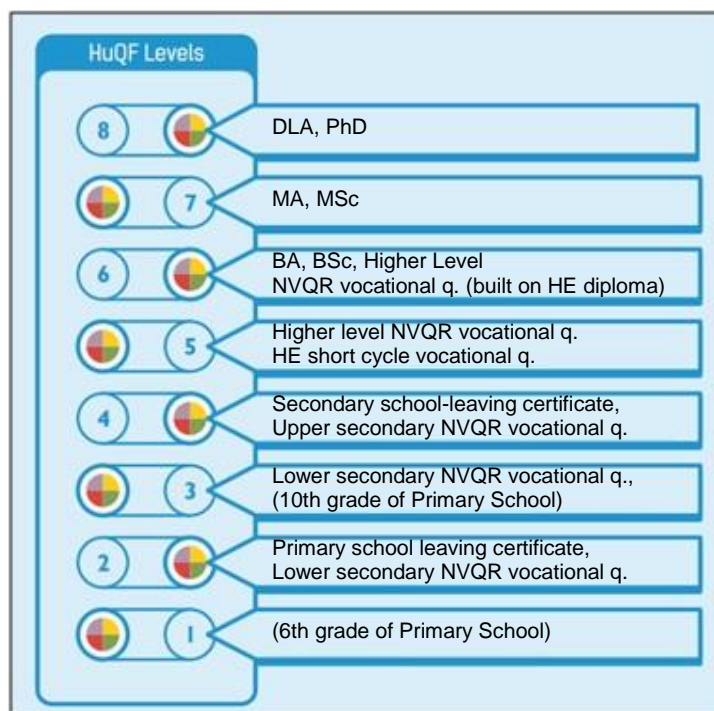 HuQF Levels
8
DLA, PhD
7
MA, MSc
6
BA, BSc, Higher Level
NVQR vocational q. (built on HE diploma)
5
Higher level NVQR vocational q.
HE short cycle vocational q.
4
Secondary school-leaving certificate,
Upper secondary NVQR vocational q.
3
Lower secondary NVQR vocational q.,
(10th grade of Primary School)
2
Primary school leaving certificate,
Lower secondary NVQR vocational q.
1
(6th grade of Primary School)